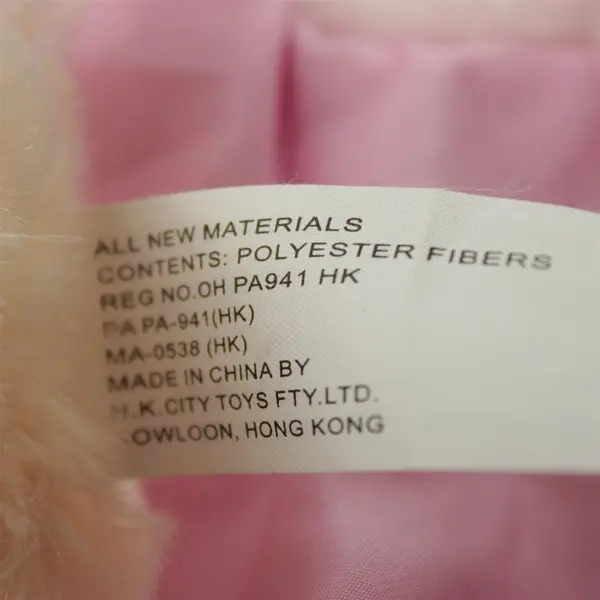 ALL NEW MATERIALS
CONTENTS: POLYESTER FIBERS
REG NO.OH PA941 HK
PA PA-941(HK)
MA-0538 (HK)
MADE IN CHINA BY
H.K.CITY TOYS FTY.LTD.
OWLOON, HONG KONG